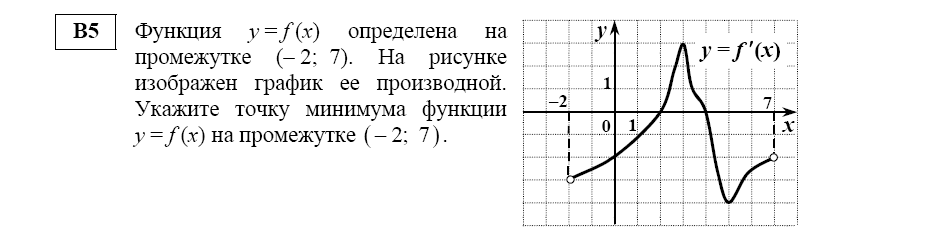 B5
Функция y = f (x) определена на
промежутке (– 2; 7). На рисунке
изображен график ее производной.
Укажите точку минимума функции
y = f (x) на промежутке (– 2; 7).
y
y = f ′(x)
1
–2
7
0
1
x